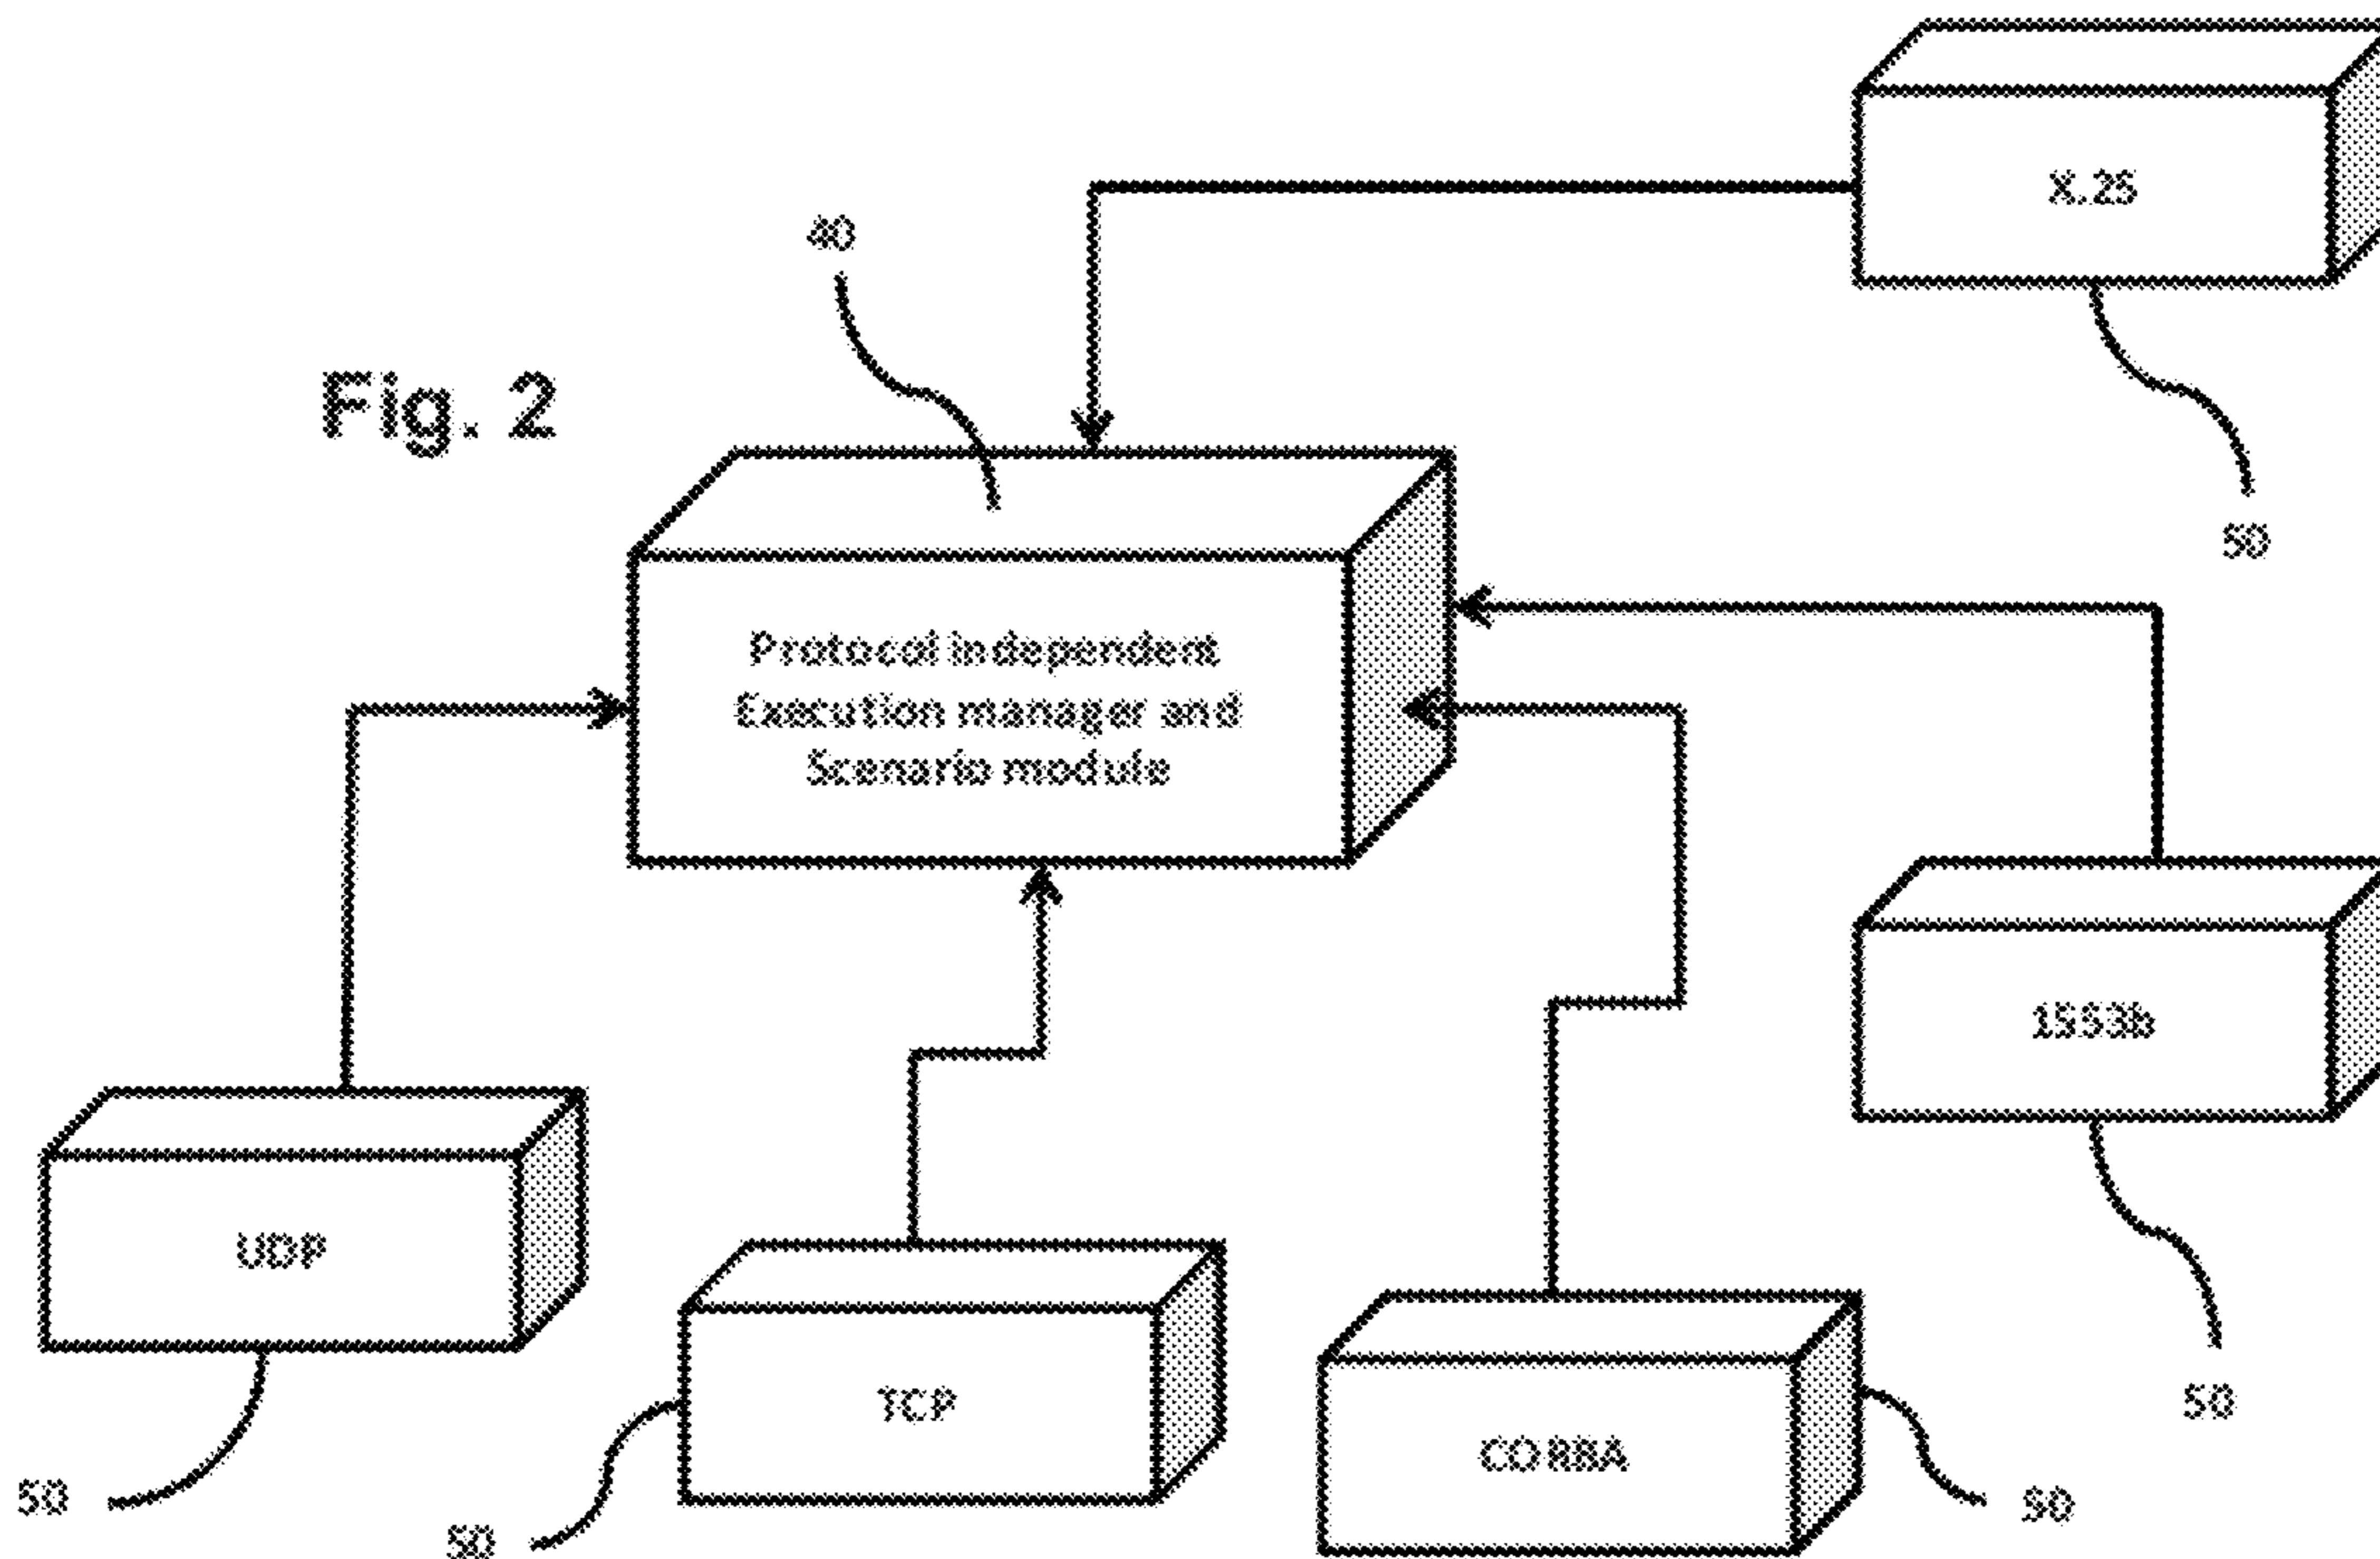 X.25
40
Fig. 2
50
Protocol independent
Execution manager and
Scenario module
1553b
UDP
TCP
50
CORBA
50
50
50